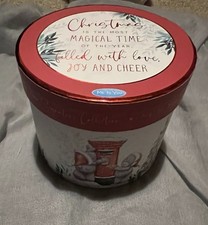 Christmas
IS THE MOST
MAGICAL TIME
OF THE YEAR,
filled with love,
JOY AND CHEER